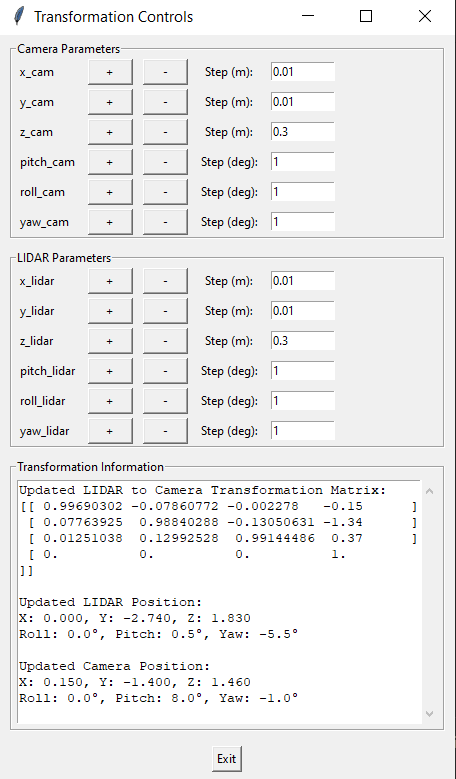 Transformation Controls
Camera Parameters
x_cam + - Step (m): 0.01
y_cam + - Step (m): 0.01
z_cam + - Step (m): 0.3
pitch_cam + - Step (deg): 1
roll_cam + - Step (deg): 1
yaw_cam + - Step (deg): 1
LIDAR Parameters
x_lidar + - Step (m): 0.01
y_lidar + - Step (m): 0.01
z_lidar + - Step (m): 0.3
pitch_lidar + - Step (deg): 1
roll_lidar + - Step (deg): 1
yaw_lidar + - Step (deg): 1
Transformation Information
Updated LIDAR to Camera Transformation Matrix:
[[ 0.99690302 -0.07860772 -0.002278   -0.15      ]
 [ 0.07763925  0.98840288 -0.13050631 -1.34      ]
 [ 0.01251038  0.12992528  0.99144486  0.37      ]
 [ 0.          0.          0.          1.
]]
Updated LIDAR Position:
X: 0.000, Y: -2.740, Z: 1.830
Roll: 0.0°, Pitch: 0.5°, Yaw: -5.5°
Updated Camera Position:
X: 0.150, Y: -1.400, Z: 1.460
Roll: 0.0°, Pitch: 8.0°, Yaw: -1.0°
Exit